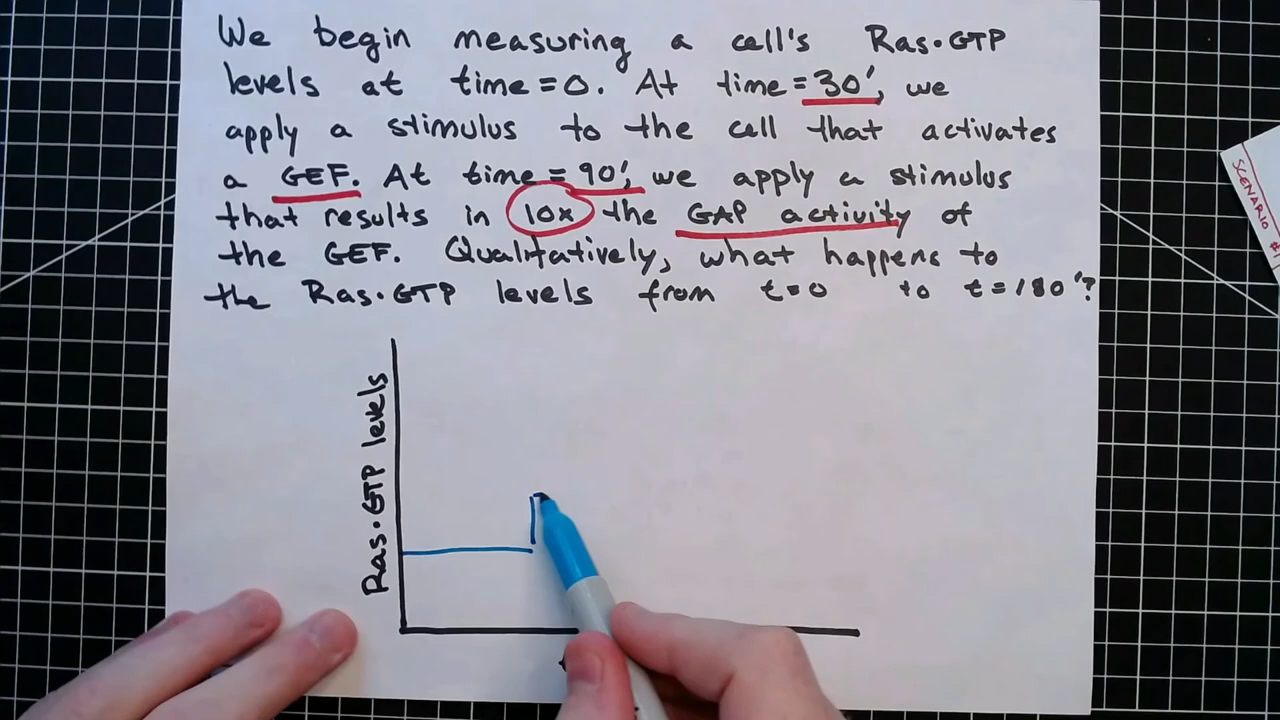 We begin measuring a cell's Ras·GTP
levels at time=0. At time=30', we
apply a stimulus to the cell that activates
a GEF. At time=90', we apply a stimulus
that results in 10x the GAP activity of
the GEF. Qualitatively, what happens to
the Ras·GTP levels from t=0 to t=180'?
Ras·GTP levels
SCENARIO